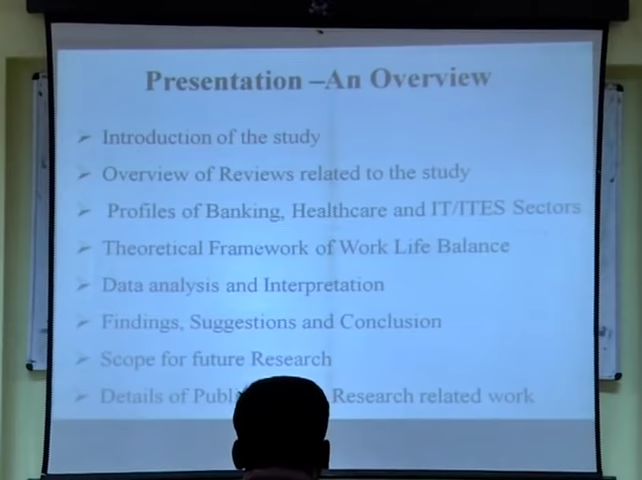 Presentation –An Overview
➢ Introduction of the study
➢ Overview of Reviews related to the study
➢ Profiles of Banking, Healthcare and IT/ITES Sectors
➢ Theoretical Framework of Work Life Balance
➢ Data analysis and Interpretation
➢ Findings, Suggestions and Conclusion
➢ Scope for future Research
➢ Details of Research related work